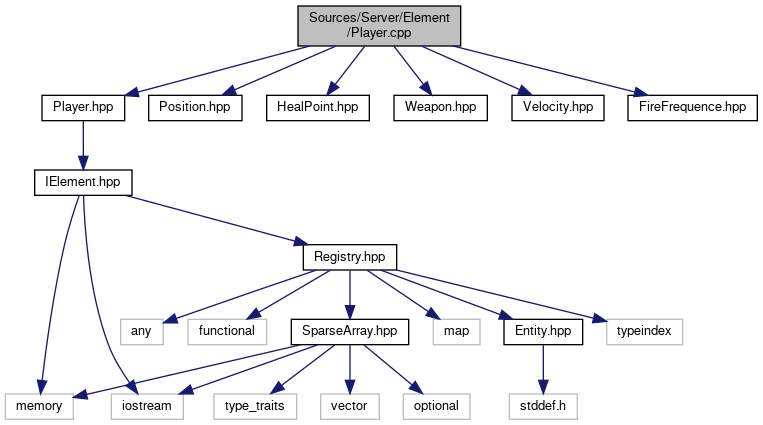 Sources/Server/Element
/Player.cpp
Player.hpp
Position.hpp
HealPoint.hpp
Weapon.hpp
Velocity.hpp
FireFrequence.hpp
IElement.hpp
Registry.hpp
any
functional
SparseArray.hpp
map
Entity.hpp
typeindex
memory
iostream
type_traits
vector
optional
stddef.h